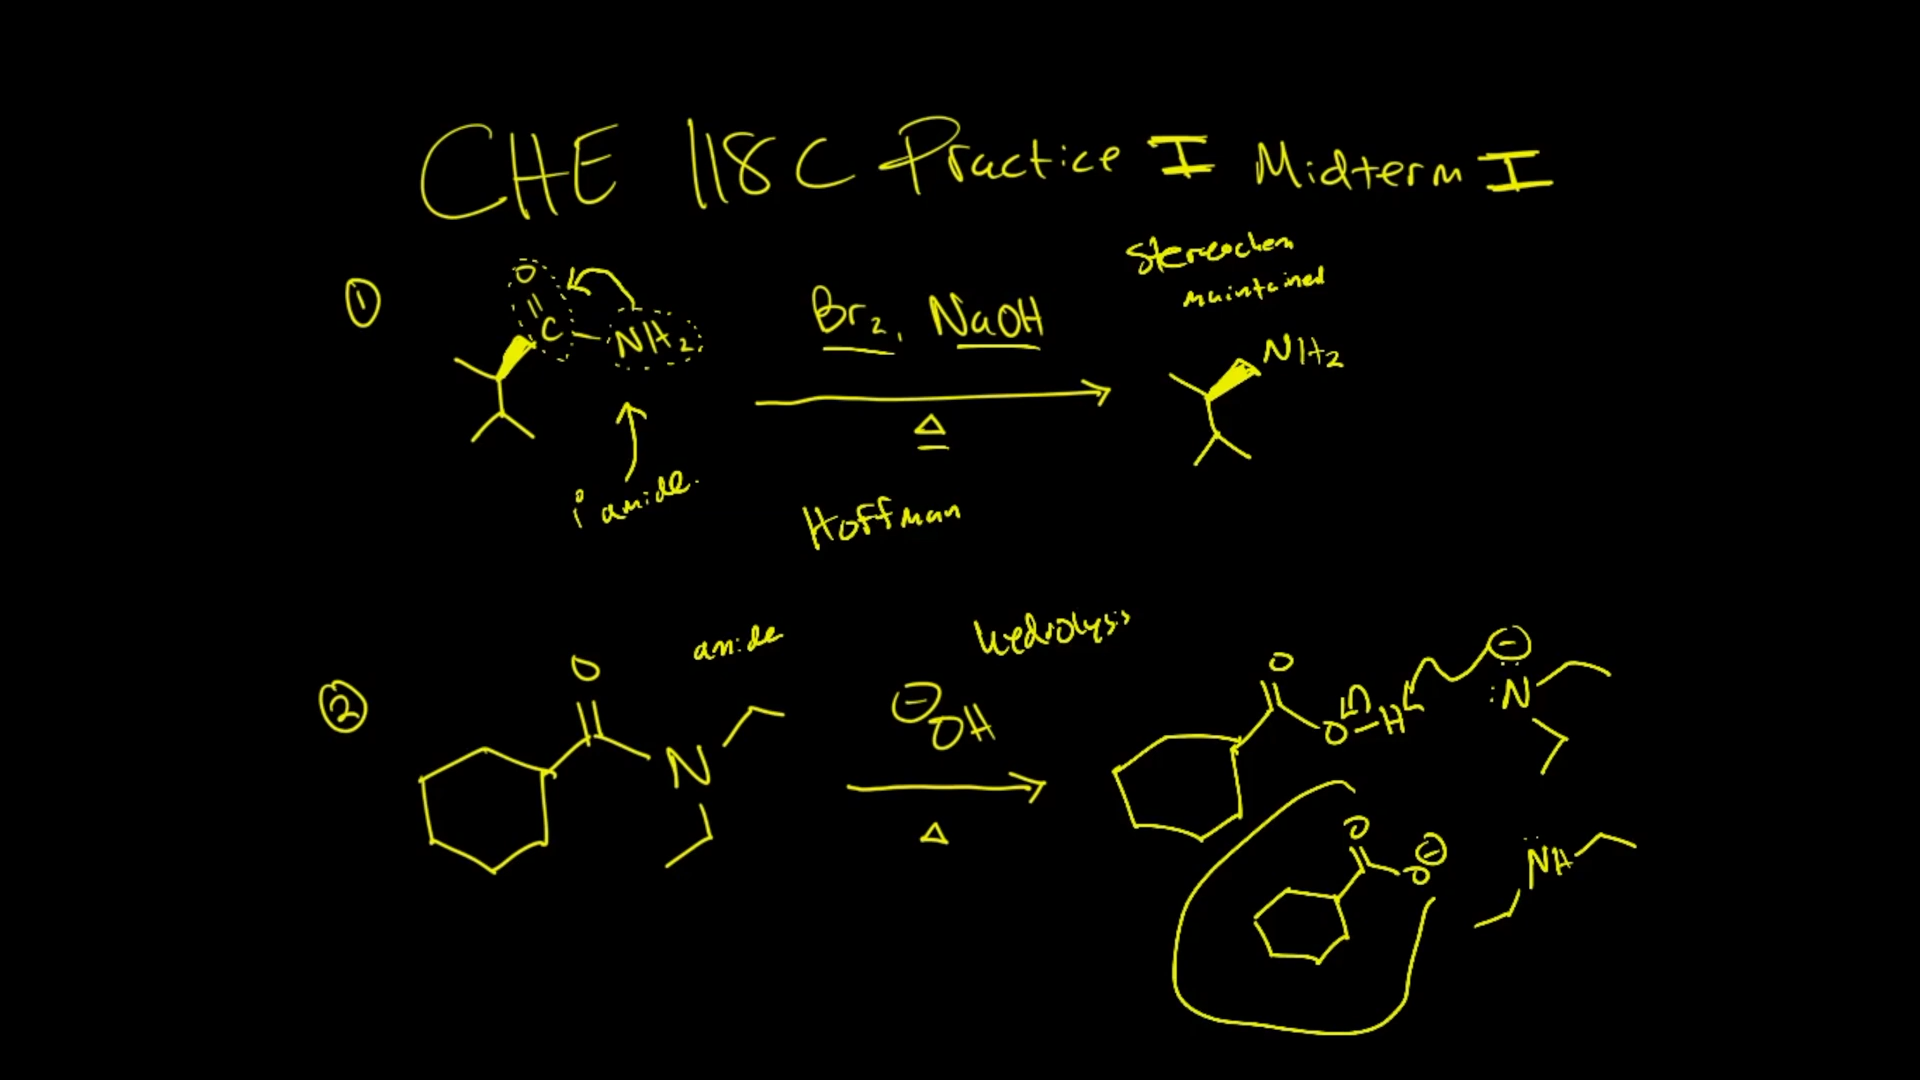 CHE 118C Practice I Midterm I
Stereochem
maintained
①
O
C
NH2
Br2, NaOH
Δ
NH2
1° amide.
Hoffman
②
amide
O
N
hydrolysis
⊖OH
Δ
O
O-H
⊖
:N
O
O⊖
NH